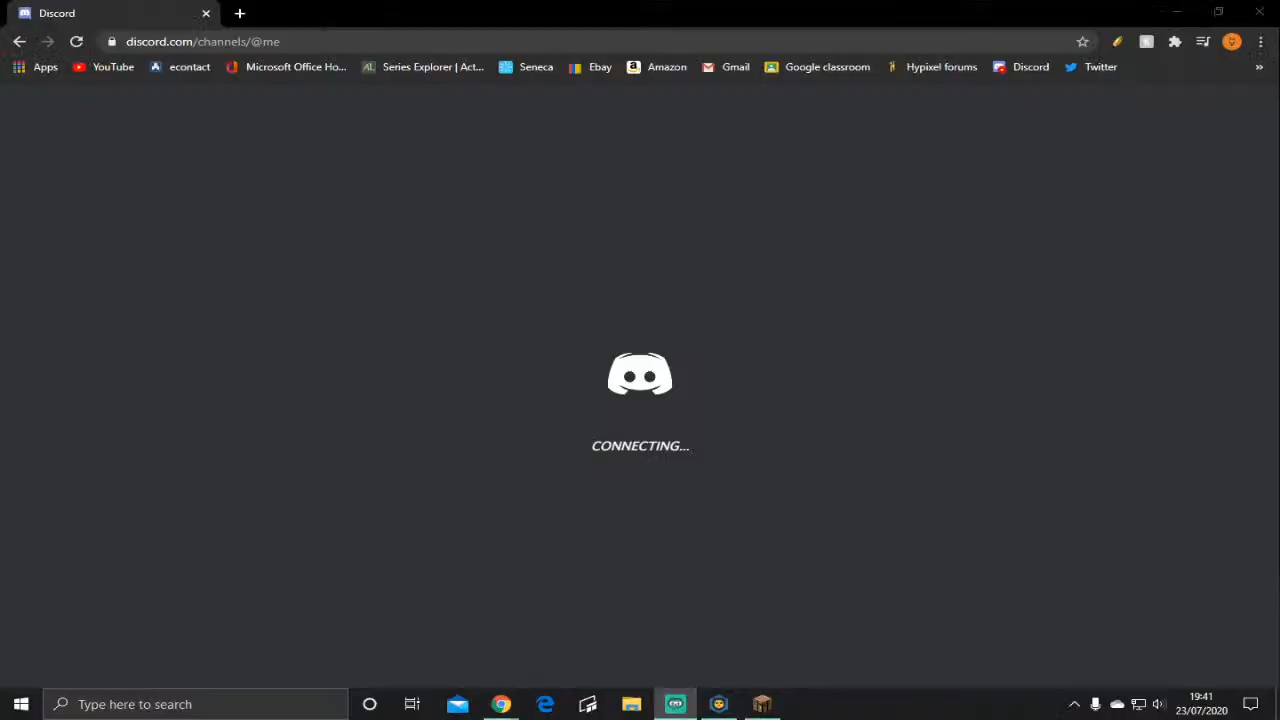 Discord
discord.com/channels/@me
Apps YouTube econtact Microsoft Office Ho... Series Explorer | Act... Seneca Ebay Amazon Gmail Google classroom Hypixel forums Discord Twitter »
CONNECTING...
Type here to search
19:41
23/07/2020